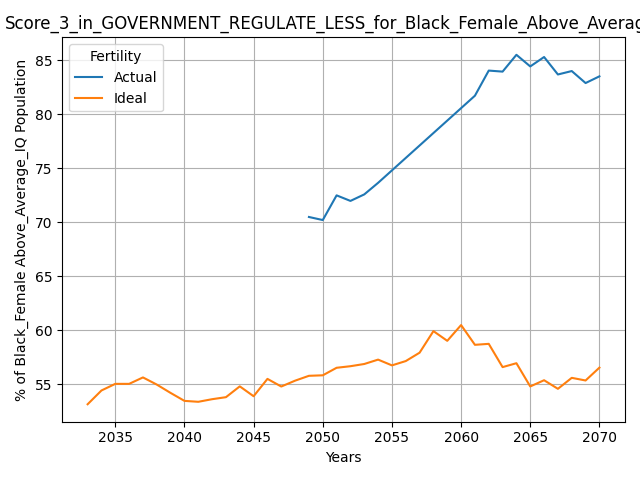 Score_3_in_GOVERNMENT_REGULATE_LESS_for_Black_Female_Above_Averag
Fertility
Actual
Ideal
% of Black_Female Above_Average_IQ Population
85
80
75
70
65
60
55
2035 2040 2045 2050 2055 2060 2065 2070
Years